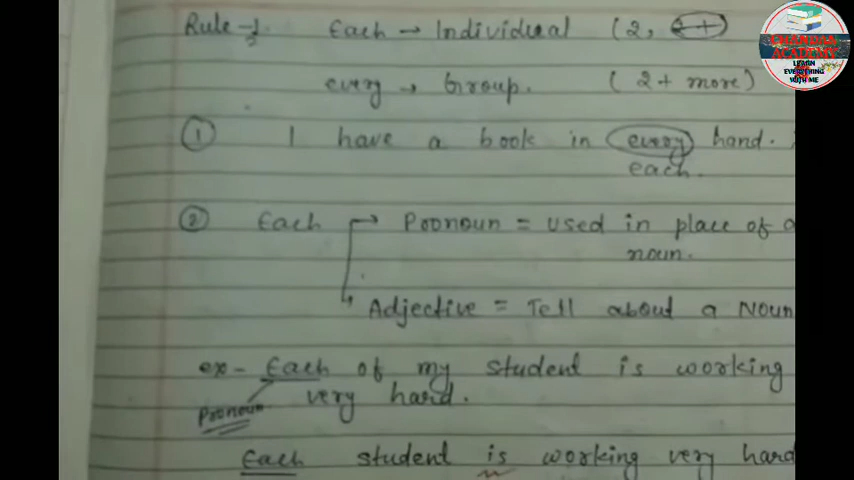 Rule-1. Each → Individual (2, 2+)
every → Group. (2+ more)
① I have a book in every hand.
each.
② Each → Pronoun = used in place of a
noun.
→ Adjective = Tell about a Noun
ex- Each of my student is working
Pronoun very hard.
Each student is working very hard
CHANDAN
ACADEMY
LEARN
EVERYTHING
WITH ME